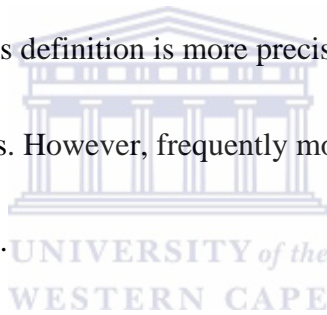 s definition is more precis
s. However, frequently mo
.
UNIVERSITY of the
WESTERN CAPE